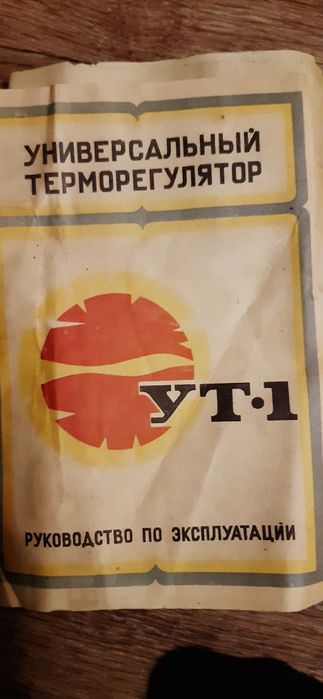 УНИВЕРСАЛЬНЫЙ
ТЕРМОРЕГУЛЯТОР
УТ·1
РУКОВОДСТВО ПО ЭКСПЛУАТАЦИИ